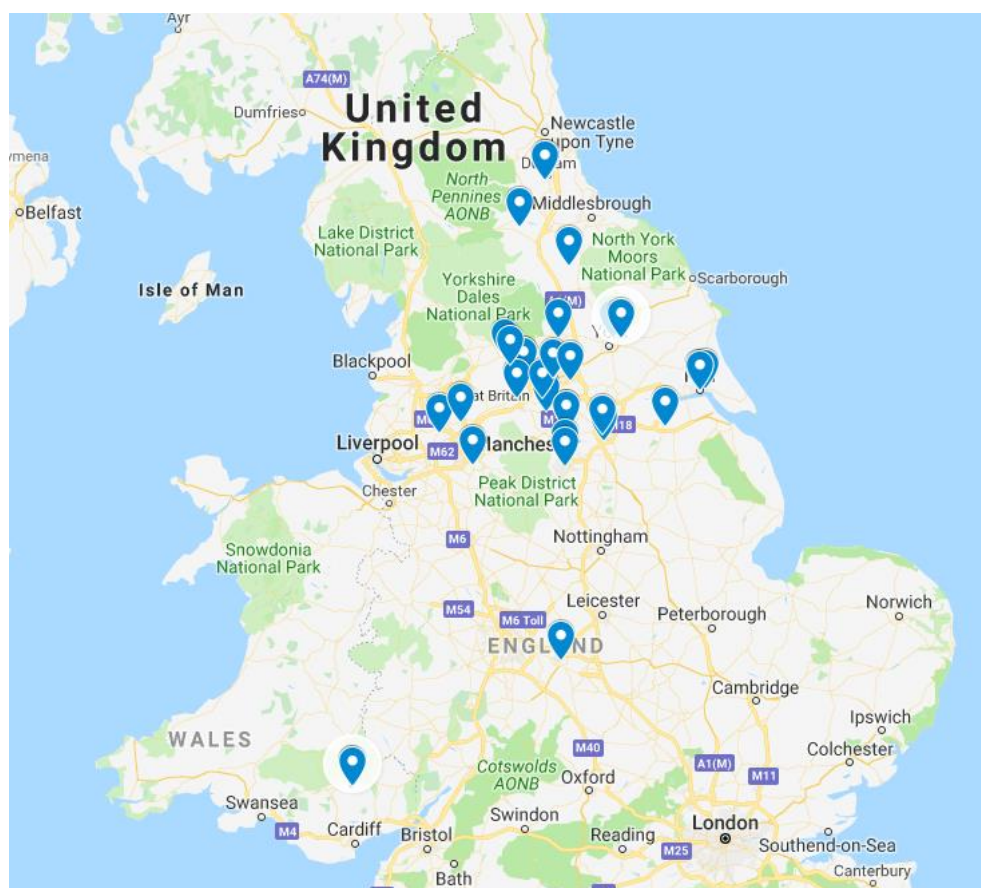 Ayr
A74(M)
Dumfries
United
Kingdom
Newcastle
upon Tyne
North
Pennines
AONB
Middlesbrough
Belfast
Lake District
National Park
North York
Moors
National Park
Scarborough
Isle of Man
Yorkshire
Dales
National Park
Blackpool
Liverpool
M62
Chester
Peak District
National Park
Snowdonia
National Park
M6
Nottingham
M54
M6 Toll
Leicester
Peterborough
Norwich
ENGLAND
Cambridge
Ipswich
WALES
M40
Cotswolds
AONB
Oxford
A1(M)
M11
Colchester
Swansea
M4
Cardiff
Bristol
Swindon
Reading
London
M25
Southend-on-Sea
Bath
Canterbury